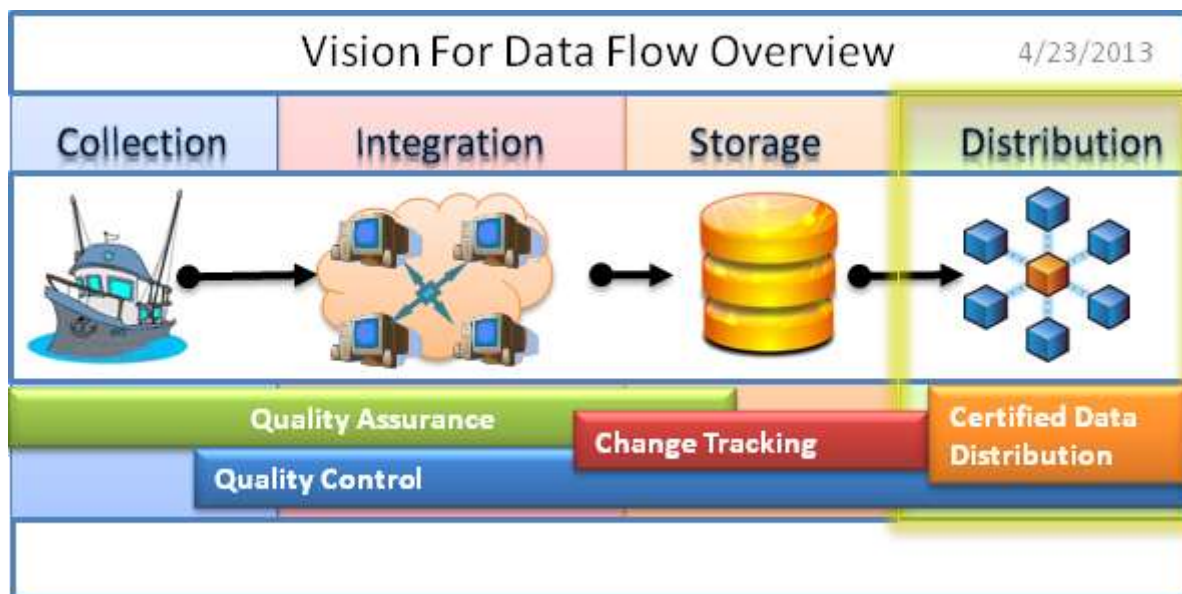 Vision For Data Flow Overview
4/23/2013
Collection
Integration
Storage
Distribution
Quality Assurance
Change Tracking
Certified Data
Distribution
Quality Control